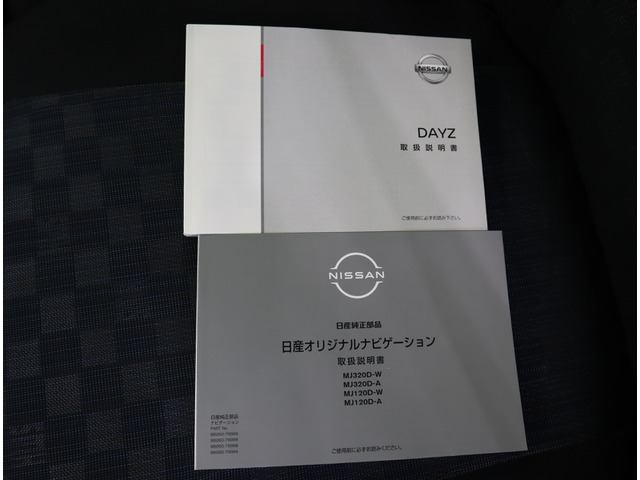 NISSAN
DAYZ
取扱説明書
ご使用前に必ずお読み下さい。
NISSAN
日産純正部品
日産オリジナルナビゲーション
取扱説明書
MJ320D-W
MJ320D-A
MJ120D-W
MJ120D-A
日産純正部品
ナビゲーション
PART No.
ご使用前に必ずお読みください。